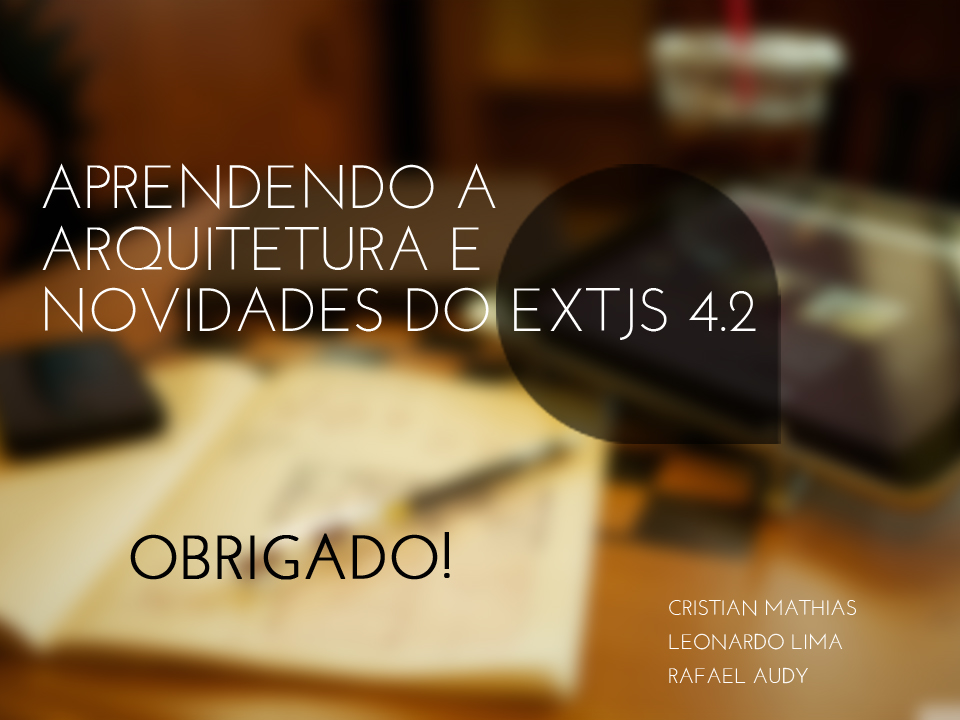 APRENDENDO A
ARQUITETURA E
NOVIDADES DO EXTJS 4.2
OBRIGADO!
CRISTIAN MATHIAS
LEONARDO LIMA
RAFAEL AUDY